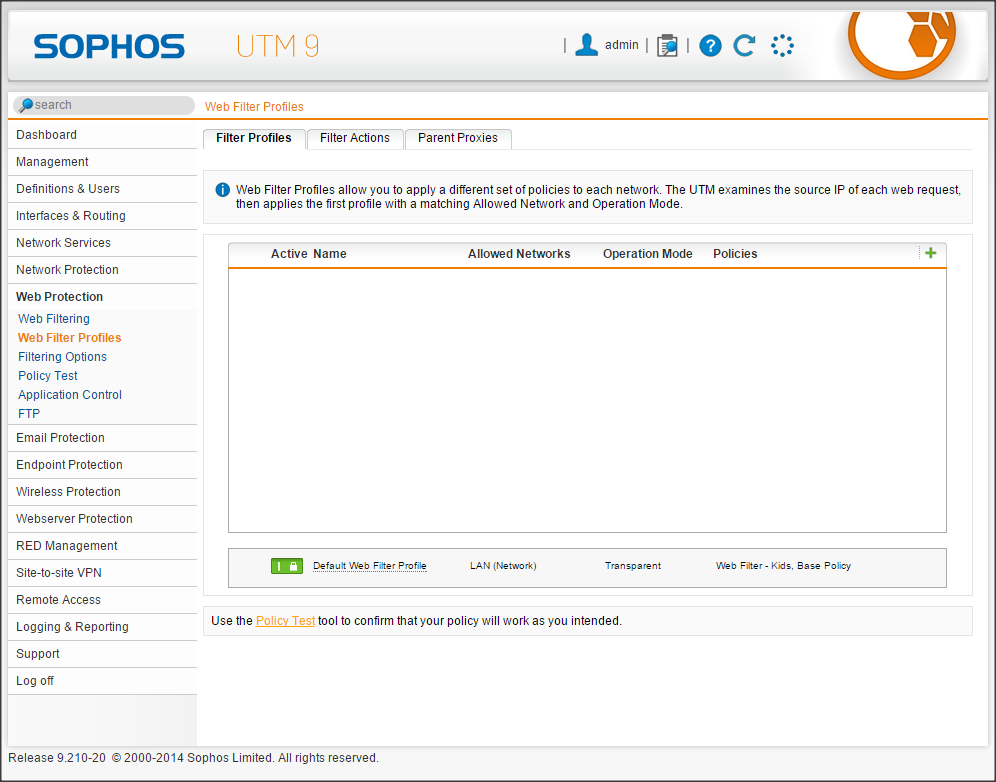 SOPHOS UTM 9 | admin | | ?
search
Web Filter Profiles
Dashboard
Management
Definitions & Users
Interfaces & Routing
Network Services
Network Protection
Web Protection
Web Filtering
Web Filter Profiles
Filtering Options
Policy Test
Application Control
FTP
Email Protection
Endpoint Protection
Wireless Protection
Webserver Protection
RED Management
Site-to-site VPN
Remote Access
Logging & Reporting
Support
Log off
Filter Profiles Filter Actions Parent Proxies
i Web Filter Profiles allow you to apply a different set of policies to each network. The UTM examines the source IP of each web request,
then applies the first profile with a matching Allowed Network and Operation Mode.
Active Name Allowed Networks Operation Mode Policies +
Default Web Filter Profile LAN (Network) Transparent Web Filter - Kids, Base Policy
Use the Policy Test tool to confirm that your policy will work as you intended.
Release 9.210-20 © 2000-2014 Sophos Limited. All rights reserved.